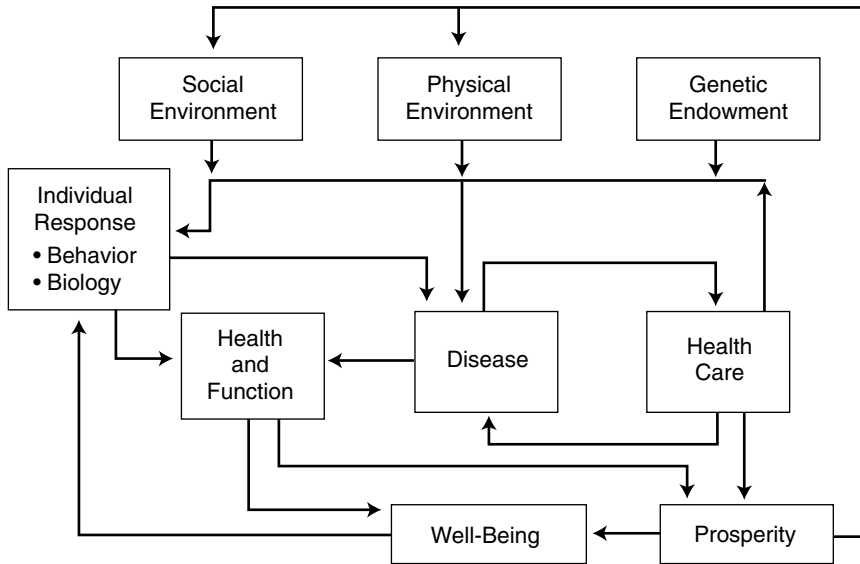 Social
Environment
Physical
Environment
Genetic
Endowment
Individual
Response
• Behavior
• Biology
Health
and
Function
Disease
Health
Care
Well-Being
Prosperity